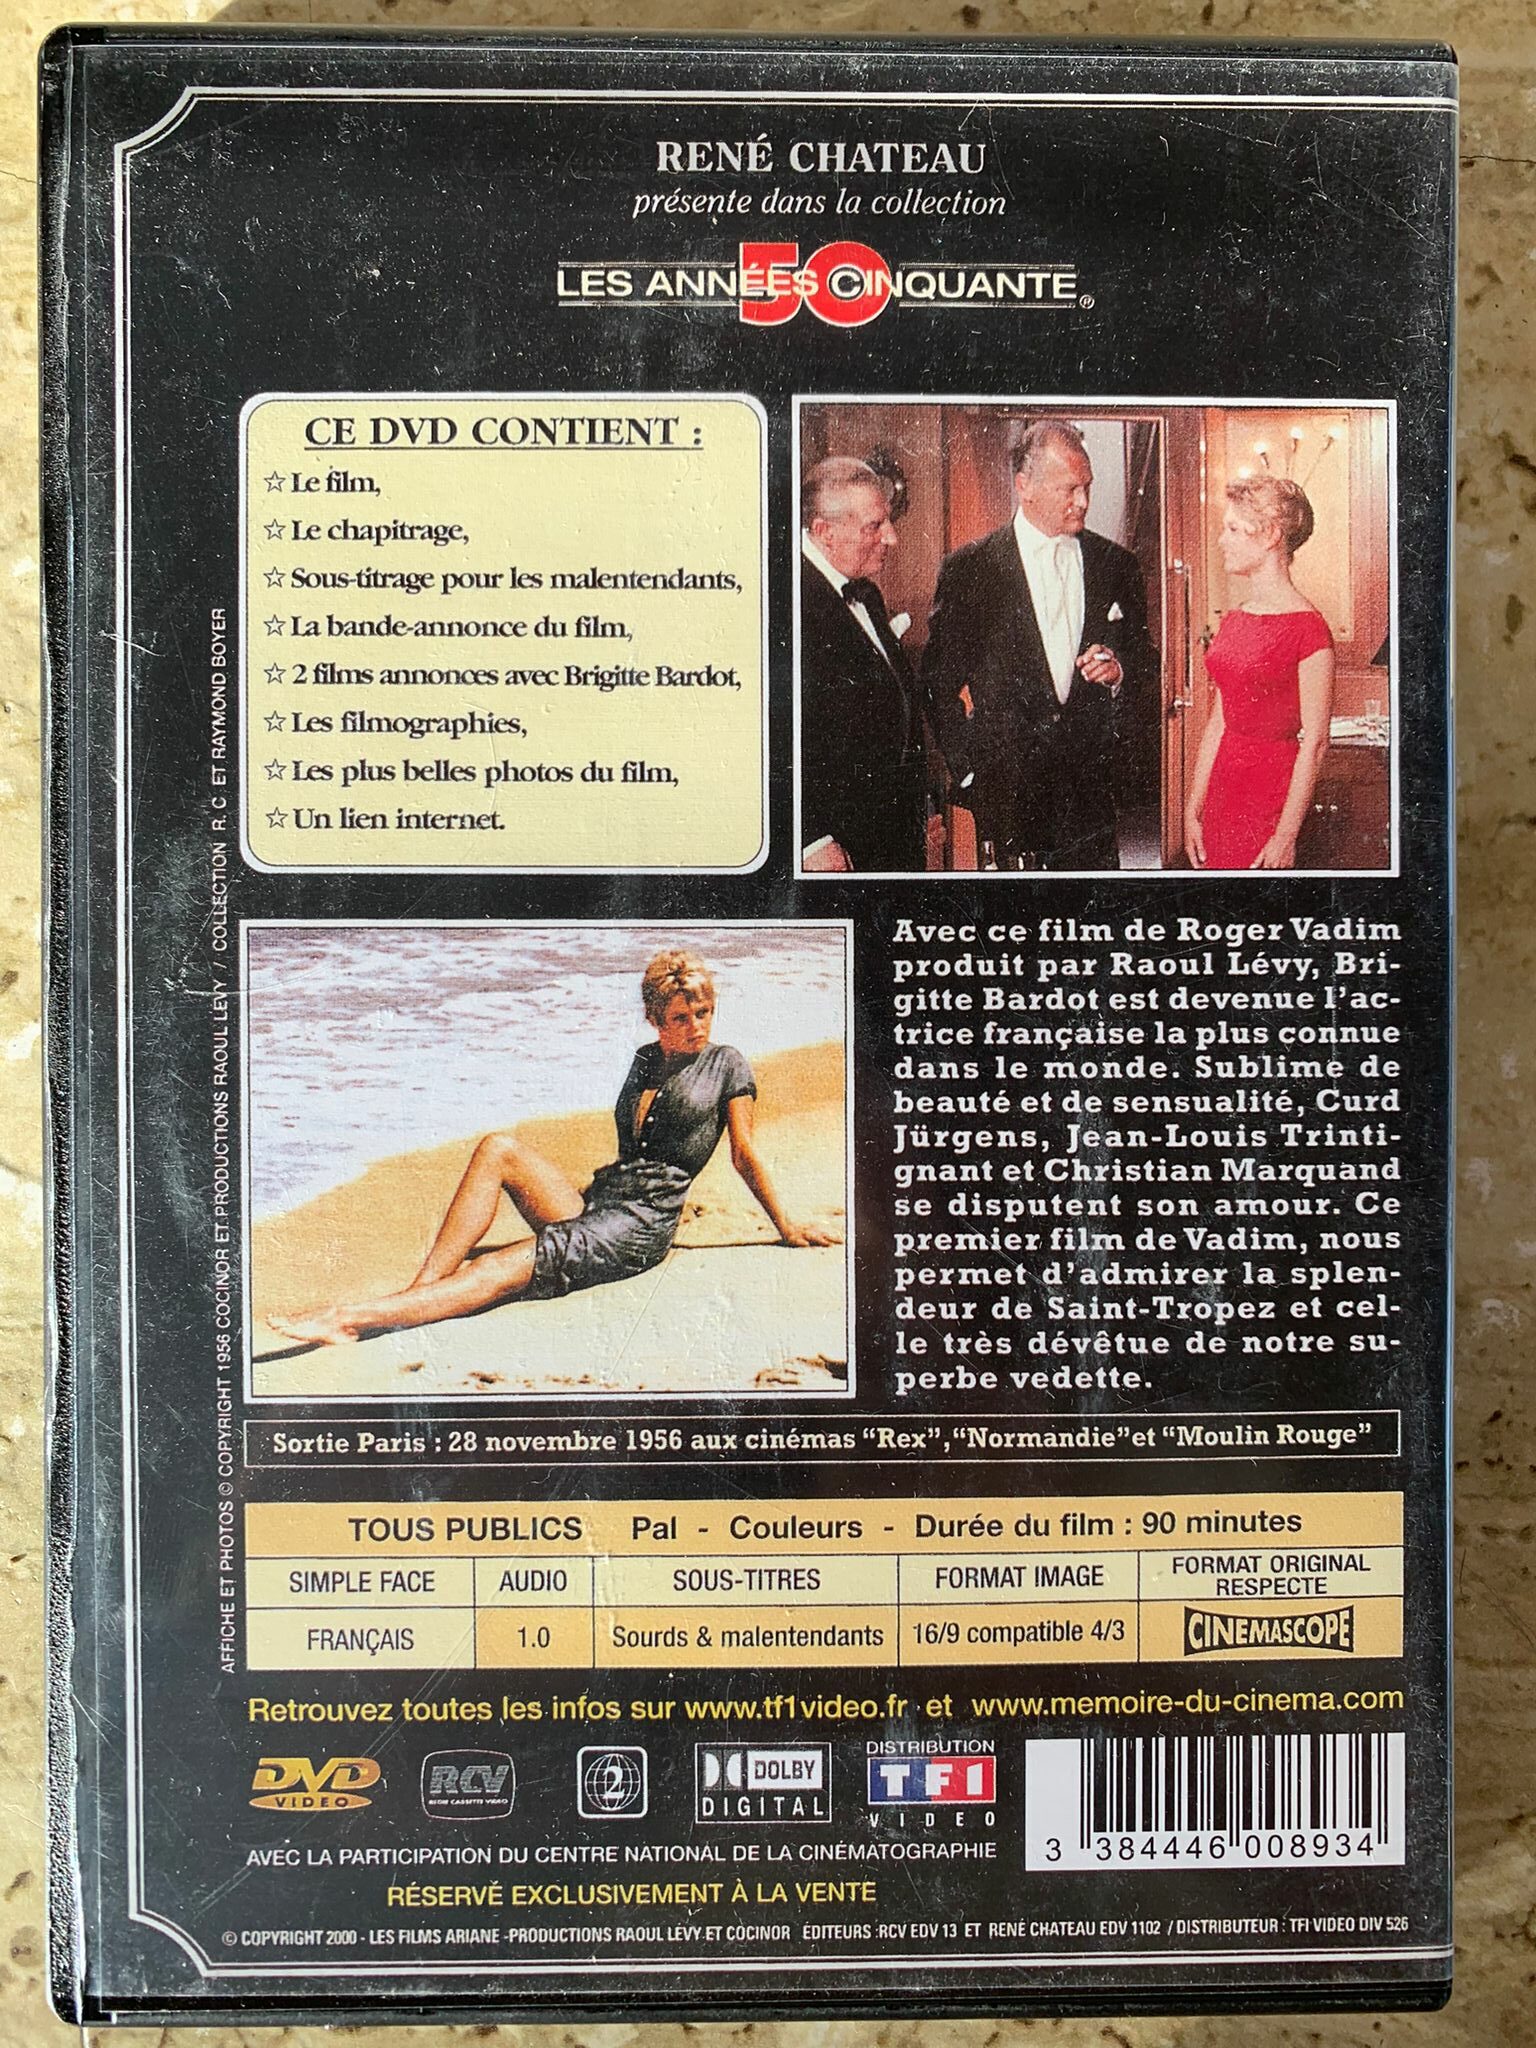 RENÉ CHATEAU
présente dans la collection
50
LES ANNÉES CINQUANTE ®
CE DVD CONTIENT :
☆ Le film,
☆ Le chapitrage,
☆ Sous-titrage pour les malentendants,
☆ La bande-annonce du film,
☆ 2 films annonces avec Brigitte Bardot,
☆ Les filmographies,
☆ Les plus belles photos du film,
☆ Un lien internet.
AFFICHE ET PHOTOS © COPYRIGHT 1956 COCINOR ET PRODUCTIONS RAOUL LEVY / COLLECTION R. C ET RAYMOND BOYER
Avec ce film de Roger Vadim
produit par Raoul Lévy, Bri-
gitte Bardot est devenue l'ac-
trice française la plus connue
dans le monde. Sublime de
beauté et de sensualité, Curd
Jürgens, Jean-Louis Trinti-
gnant et Christian Marquand
se disputent son amour. Ce
premier film de Vadim, nous
permet d'admirer la splen-
deur de Saint-Tropez et cel-
le très dévêtue de notre su-
perbe vedette.
Sortie Paris : 28 novembre 1956 aux cinémas “Rex”,“Normandie”et “Moulin Rouge”
TOUS PUBLICS Pal - Couleurs - Durée du film : 90 minutes
SIMPLE FACE AUDIO SOUS-TITRES FORMAT IMAGE FORMAT ORIGINAL
RESPECTE
FRANÇAIS 1.0 Sourds & malentendants 16/9 compatible 4/3 CINEMASCOPE
Retrouvez toutes les infos sur www.tf1video.fr et www.memoire-du-cinema.com
DVD
VIDEO
RCV
REGIE CASSETTE VIDEO
2
DOLBY
DIGITAL
DISTRIBUTION
TF1
VIDEO
3 384446 008934
AVEC LA PARTICIPATION DU CENTRE NATIONAL DE LA CINÉMATOGRAPHIE
RÉSERVÉ EXCLUSIVEMENT À LA VENTE
© COPYRIGHT 2000 - LES FILMS ARIANE -PRODUCTIONS RAOUL LÉVY ET COCINOR EDITEURS :RCV EDV 13 ET RENÉ CHATEAU EDV 1102 / DISTRIBUTEUR : TF1 VIDEO DIV 526